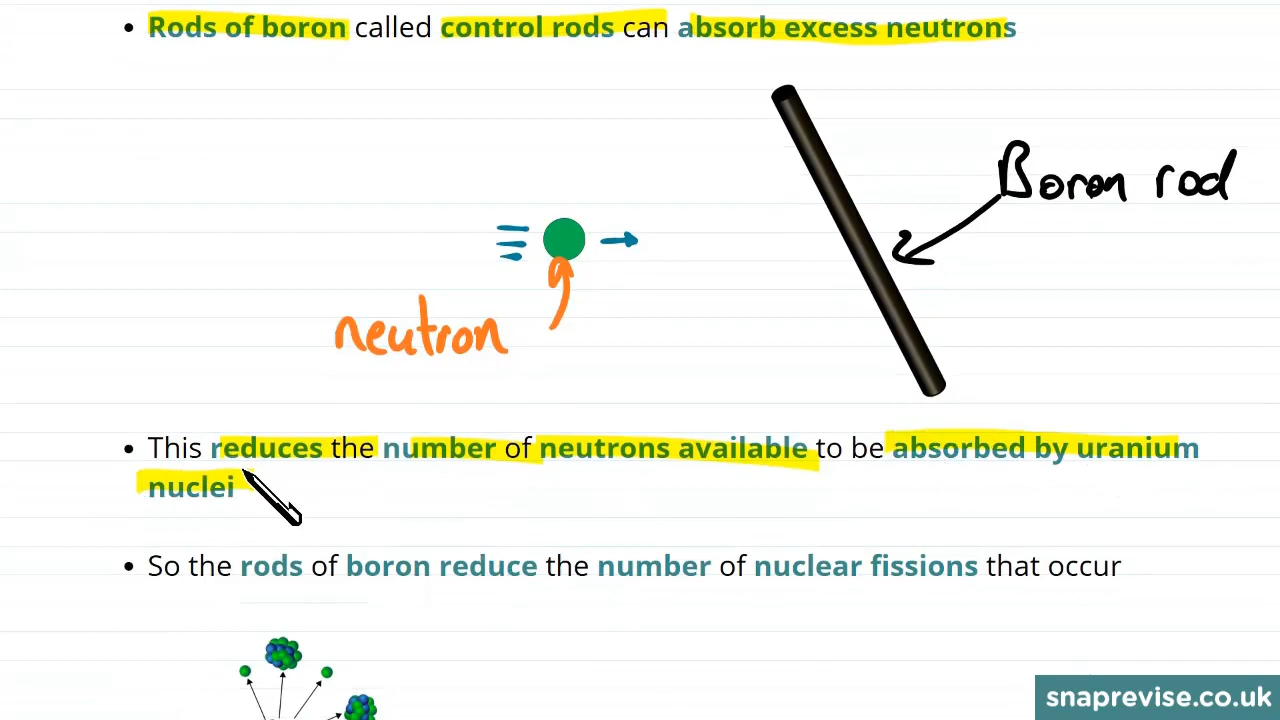 • Rods of boron called control rods can absorb excess neutrons
Boron rod
neutron
• This reduces the number of neutrons available to be absorbed by uranium
nuclei
• So the rods of boron reduce the number of nuclear fissions that occur
snaprevise.co.uk